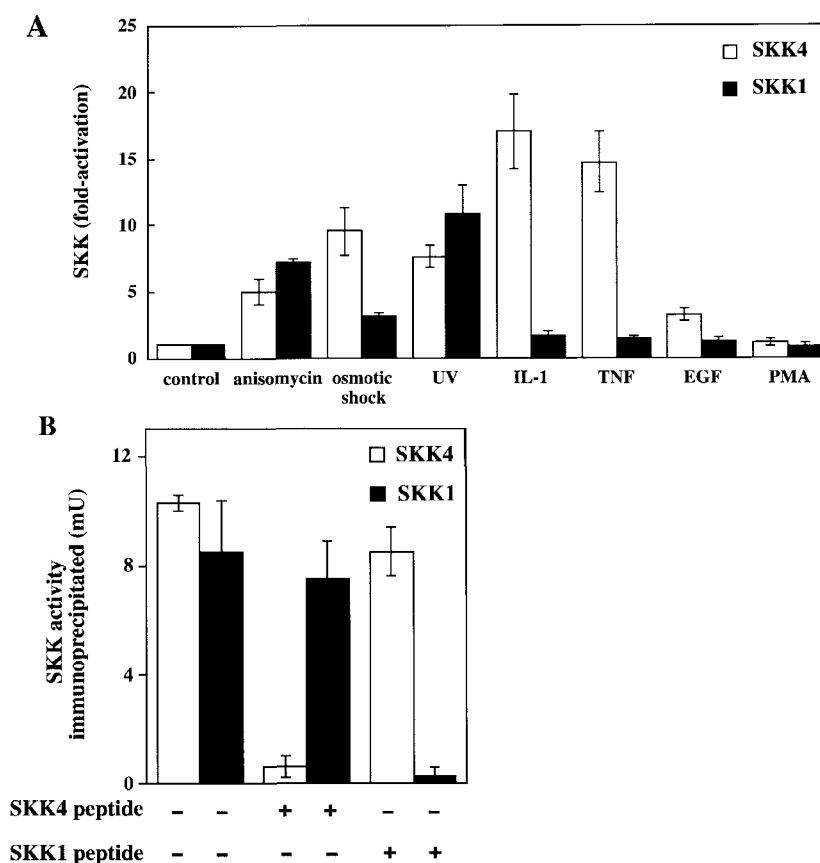 A
SKK (fold-activation)
25
20
15
10
5
0
SKK4
SKK1
control anisomycin osmotic shock UV IL-1 TNF EGF PMA
B
SKK activity
immunoprecipitated (mU)
12
8
4
0
SKK4
SKK1
SKK4 peptide – – + + – –
SKK1 peptide – – – – + +